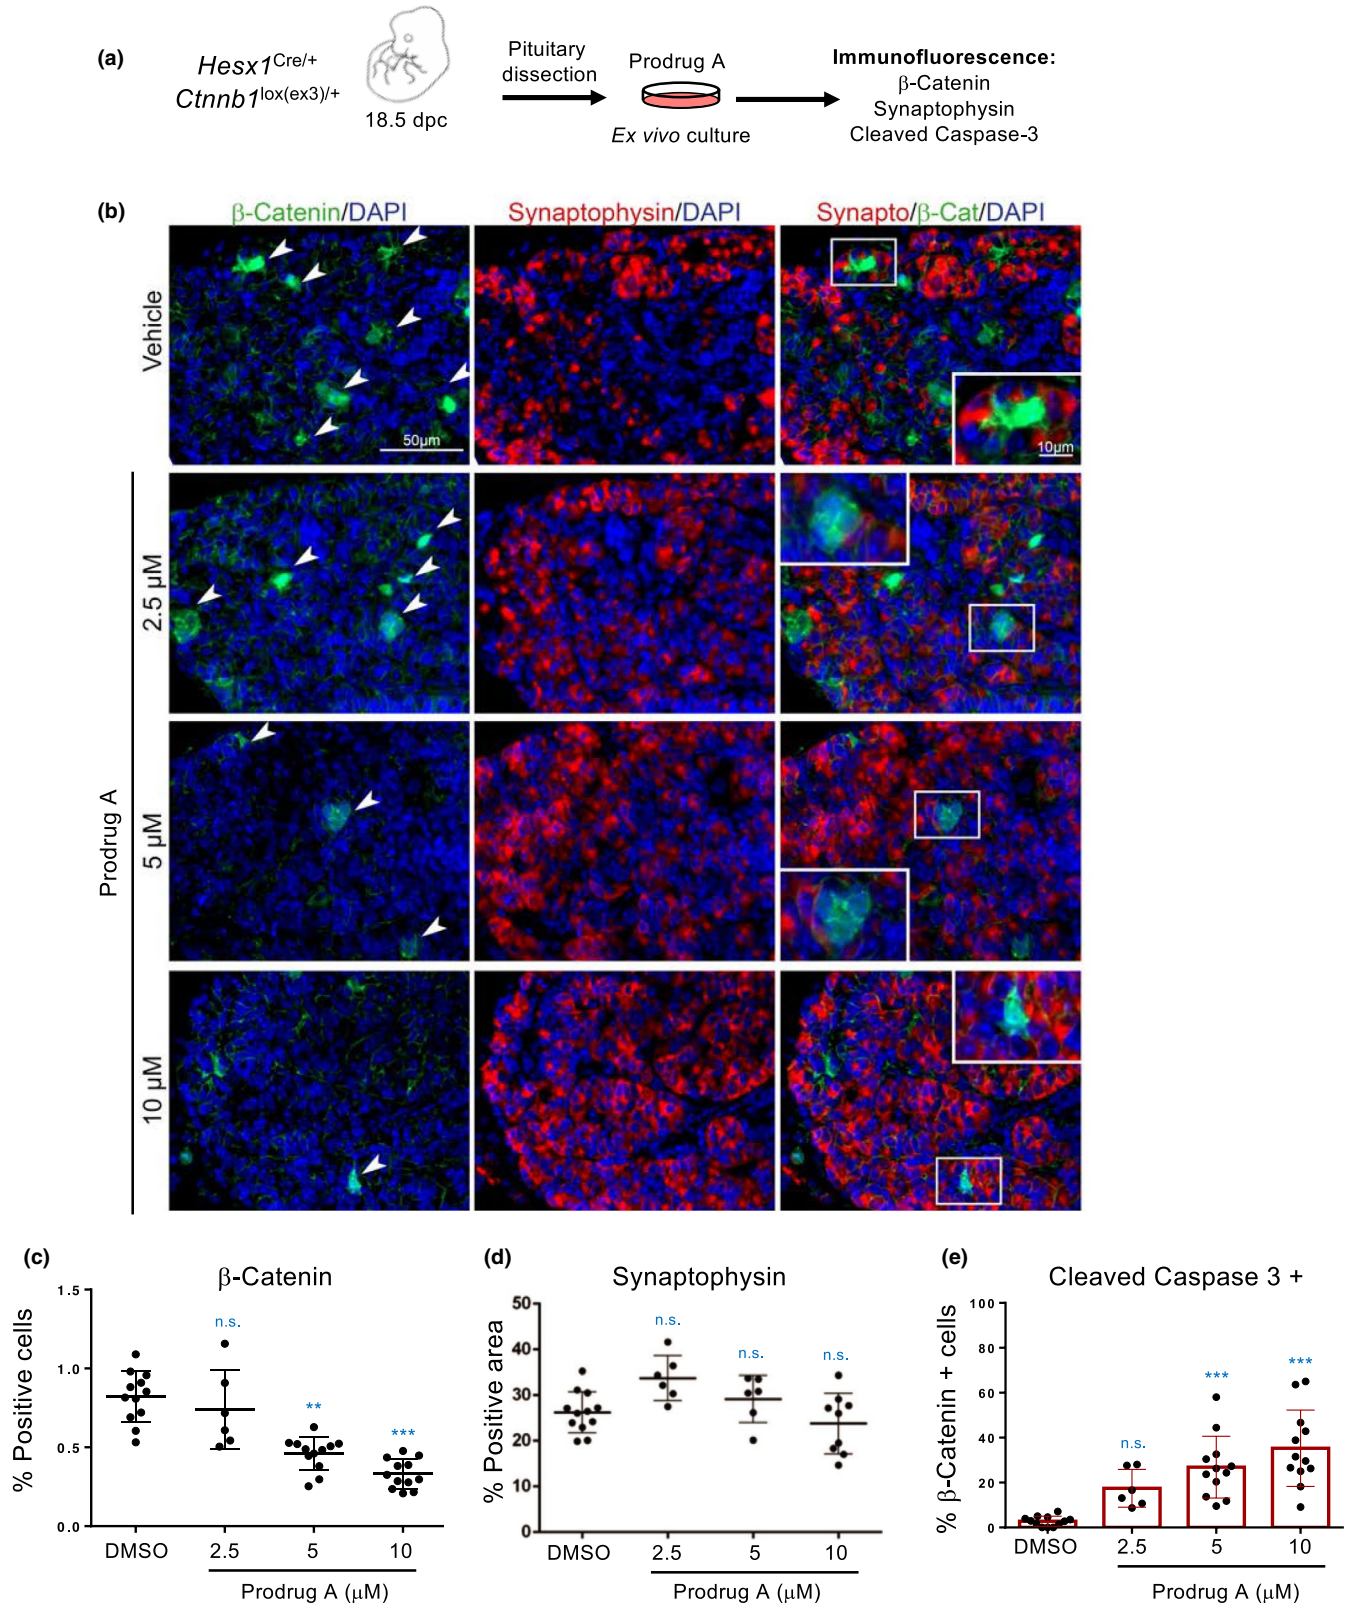 (a)
Hesx1Cre/+
Ctnnb1lox(ex3)/+
18.5 dpc
Pituitary
dissection
Prodrug A
Ex vivo culture
Immunofluorescence:
β-Catenin
Synaptophysin
Cleaved Caspase-3
(b)
β-Catenin/DAPI
Synaptophysin/DAPI
Synapto/β-Cat/DAPI
Vehicle
50µm
10µm
Prodrug A
2.5 µM
5 µM
10 µM
(c)
β-Catenin
% Positive cells
1.5
1.0
0.5
0.0
n.s.
**
***
DMSO
2.5
5
10
Prodrug A (µM)
(d)
Synaptophysin
% Positive area
50
40
30
20
10
0
n.s.
n.s.
n.s.
DMSO
2.5
5
10
Prodrug A (µM)
(e)
Cleaved Caspase 3 +
% β-Catenin + cells
100
80
60
40
20
0
n.s.
***
***
DMSO
2.5
5
10
Prodrug A (µM)